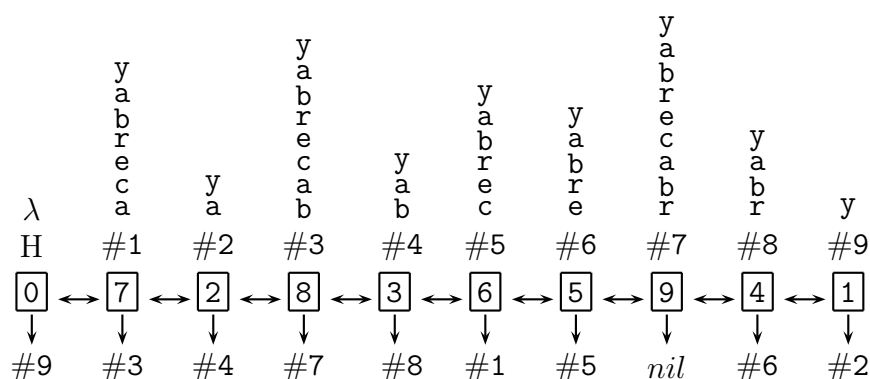 λ yabreca ya yabrecab yab yabrec yabre yabrecabr yabr y
H #1 #2 #3 #4 #5 #6 #7 #8 #9
0 7 2 8 3 6 5 9 4 1
#9 #3 #4 #7 #8 #1 #5 nil #6 #2